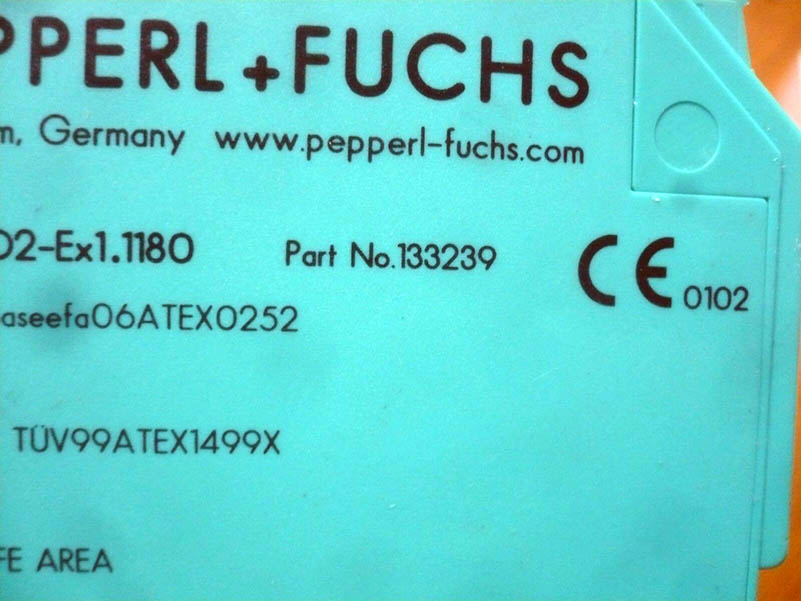 PPERL+FUCHS
m, Germany www.pepperl-fuchs.com
D2-Ex1.1180 Part No.133239 CE 0102
aseefa06ATEX0252
TÜV99ATEX1499X
FE AREA